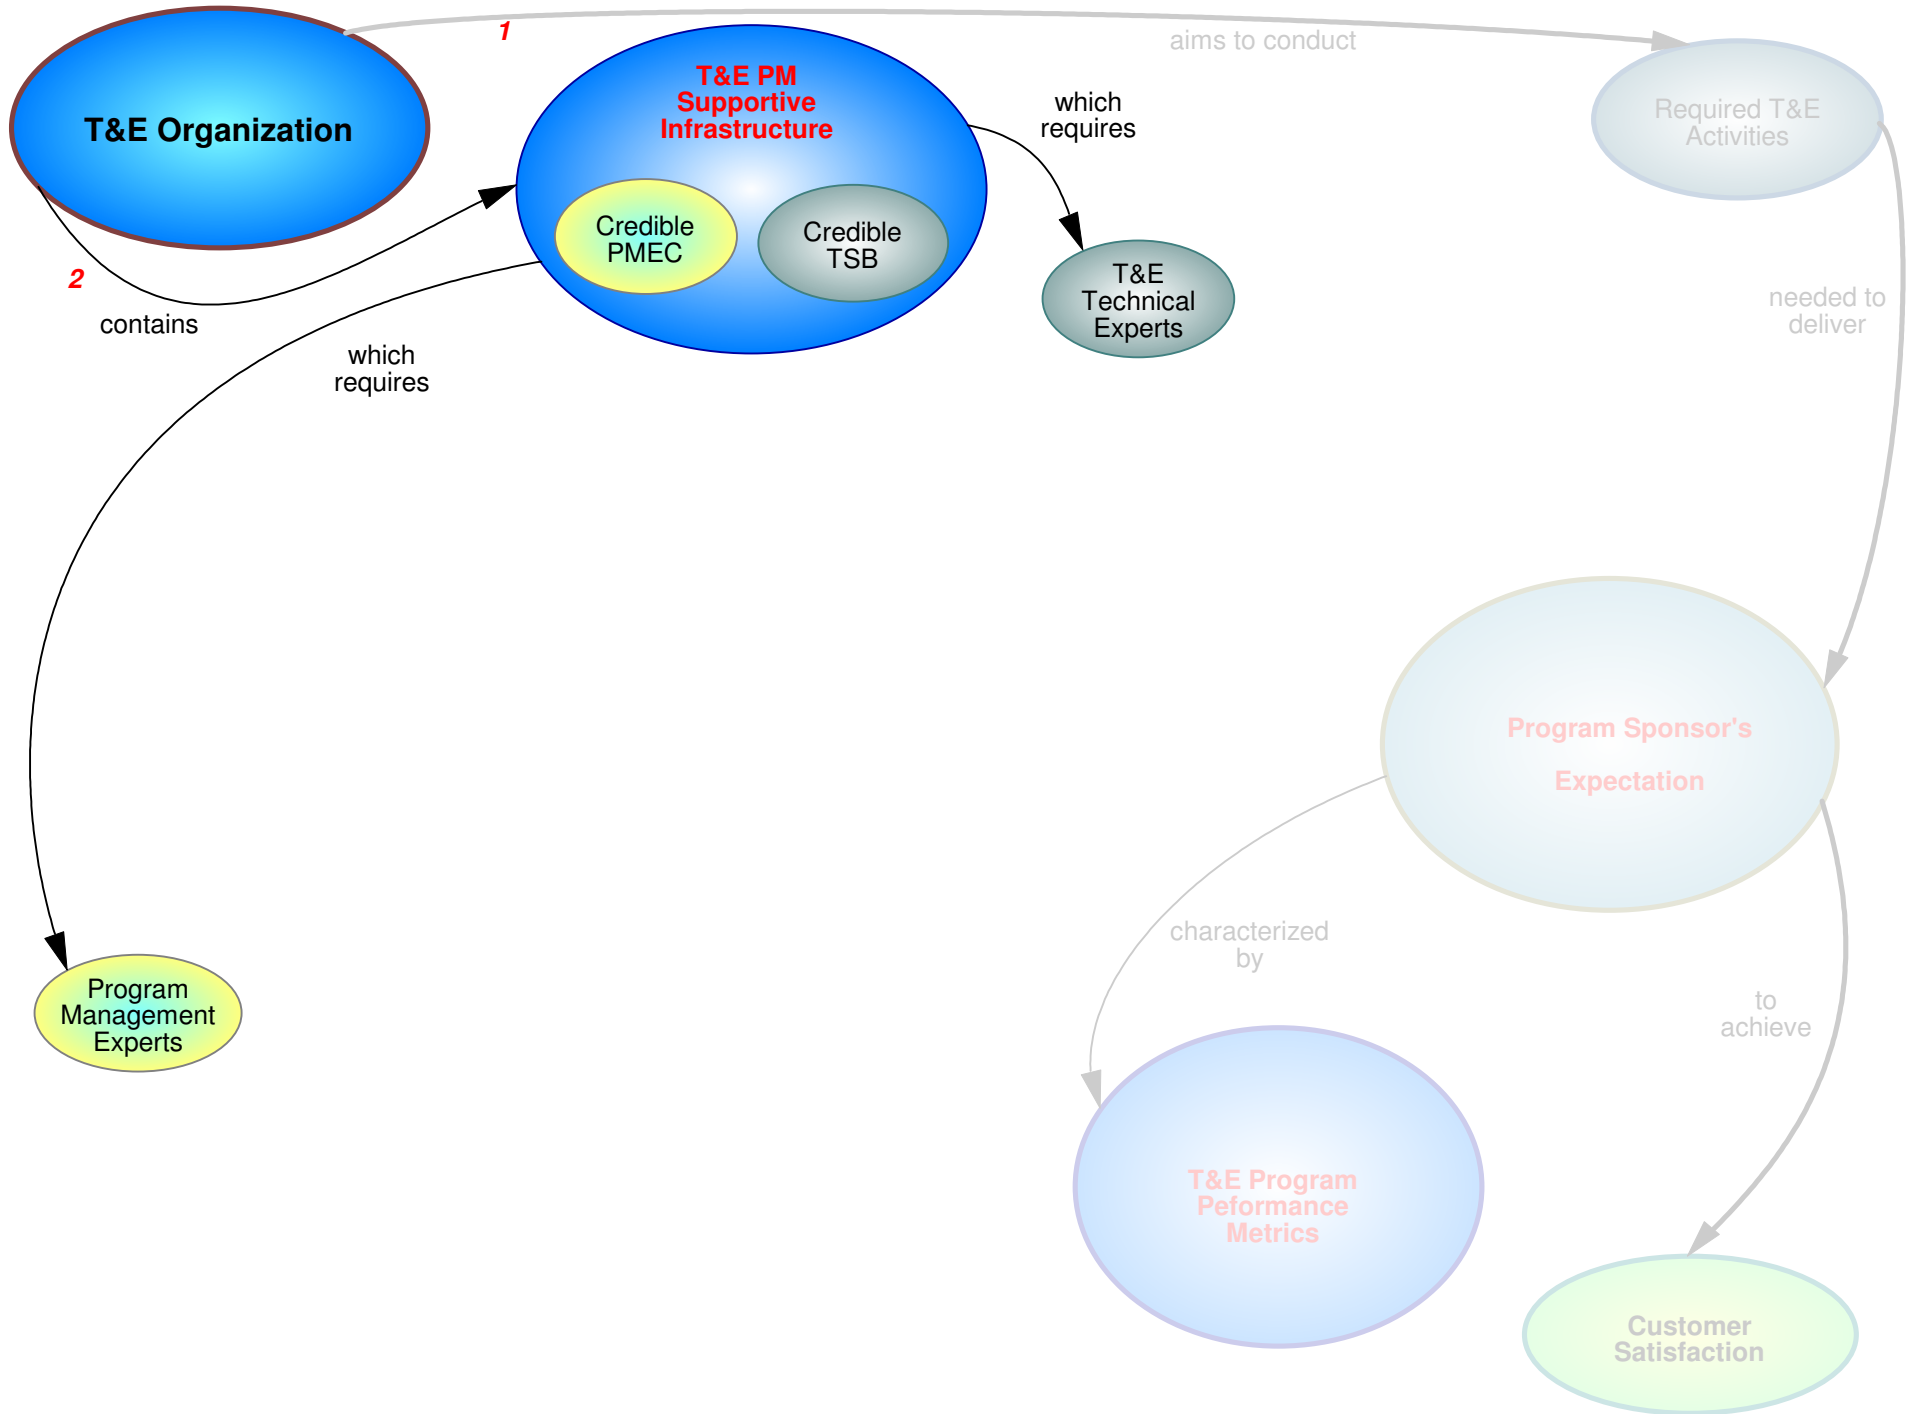 1
aims to conduct
T&E Organization
T&E PM
Supportive
Infrastructure
which
requires
Required T&E
Activities
Credible
PMEC
Credible
TSB
T&E
Technical
Experts
2
contains
needed to
deliver
which
requires
Program Sponsor's
Expectation
characterized
by
to
achieve
Program
Management
Experts
T&E Program
Peformance
Metrics
Customer
Satisfaction